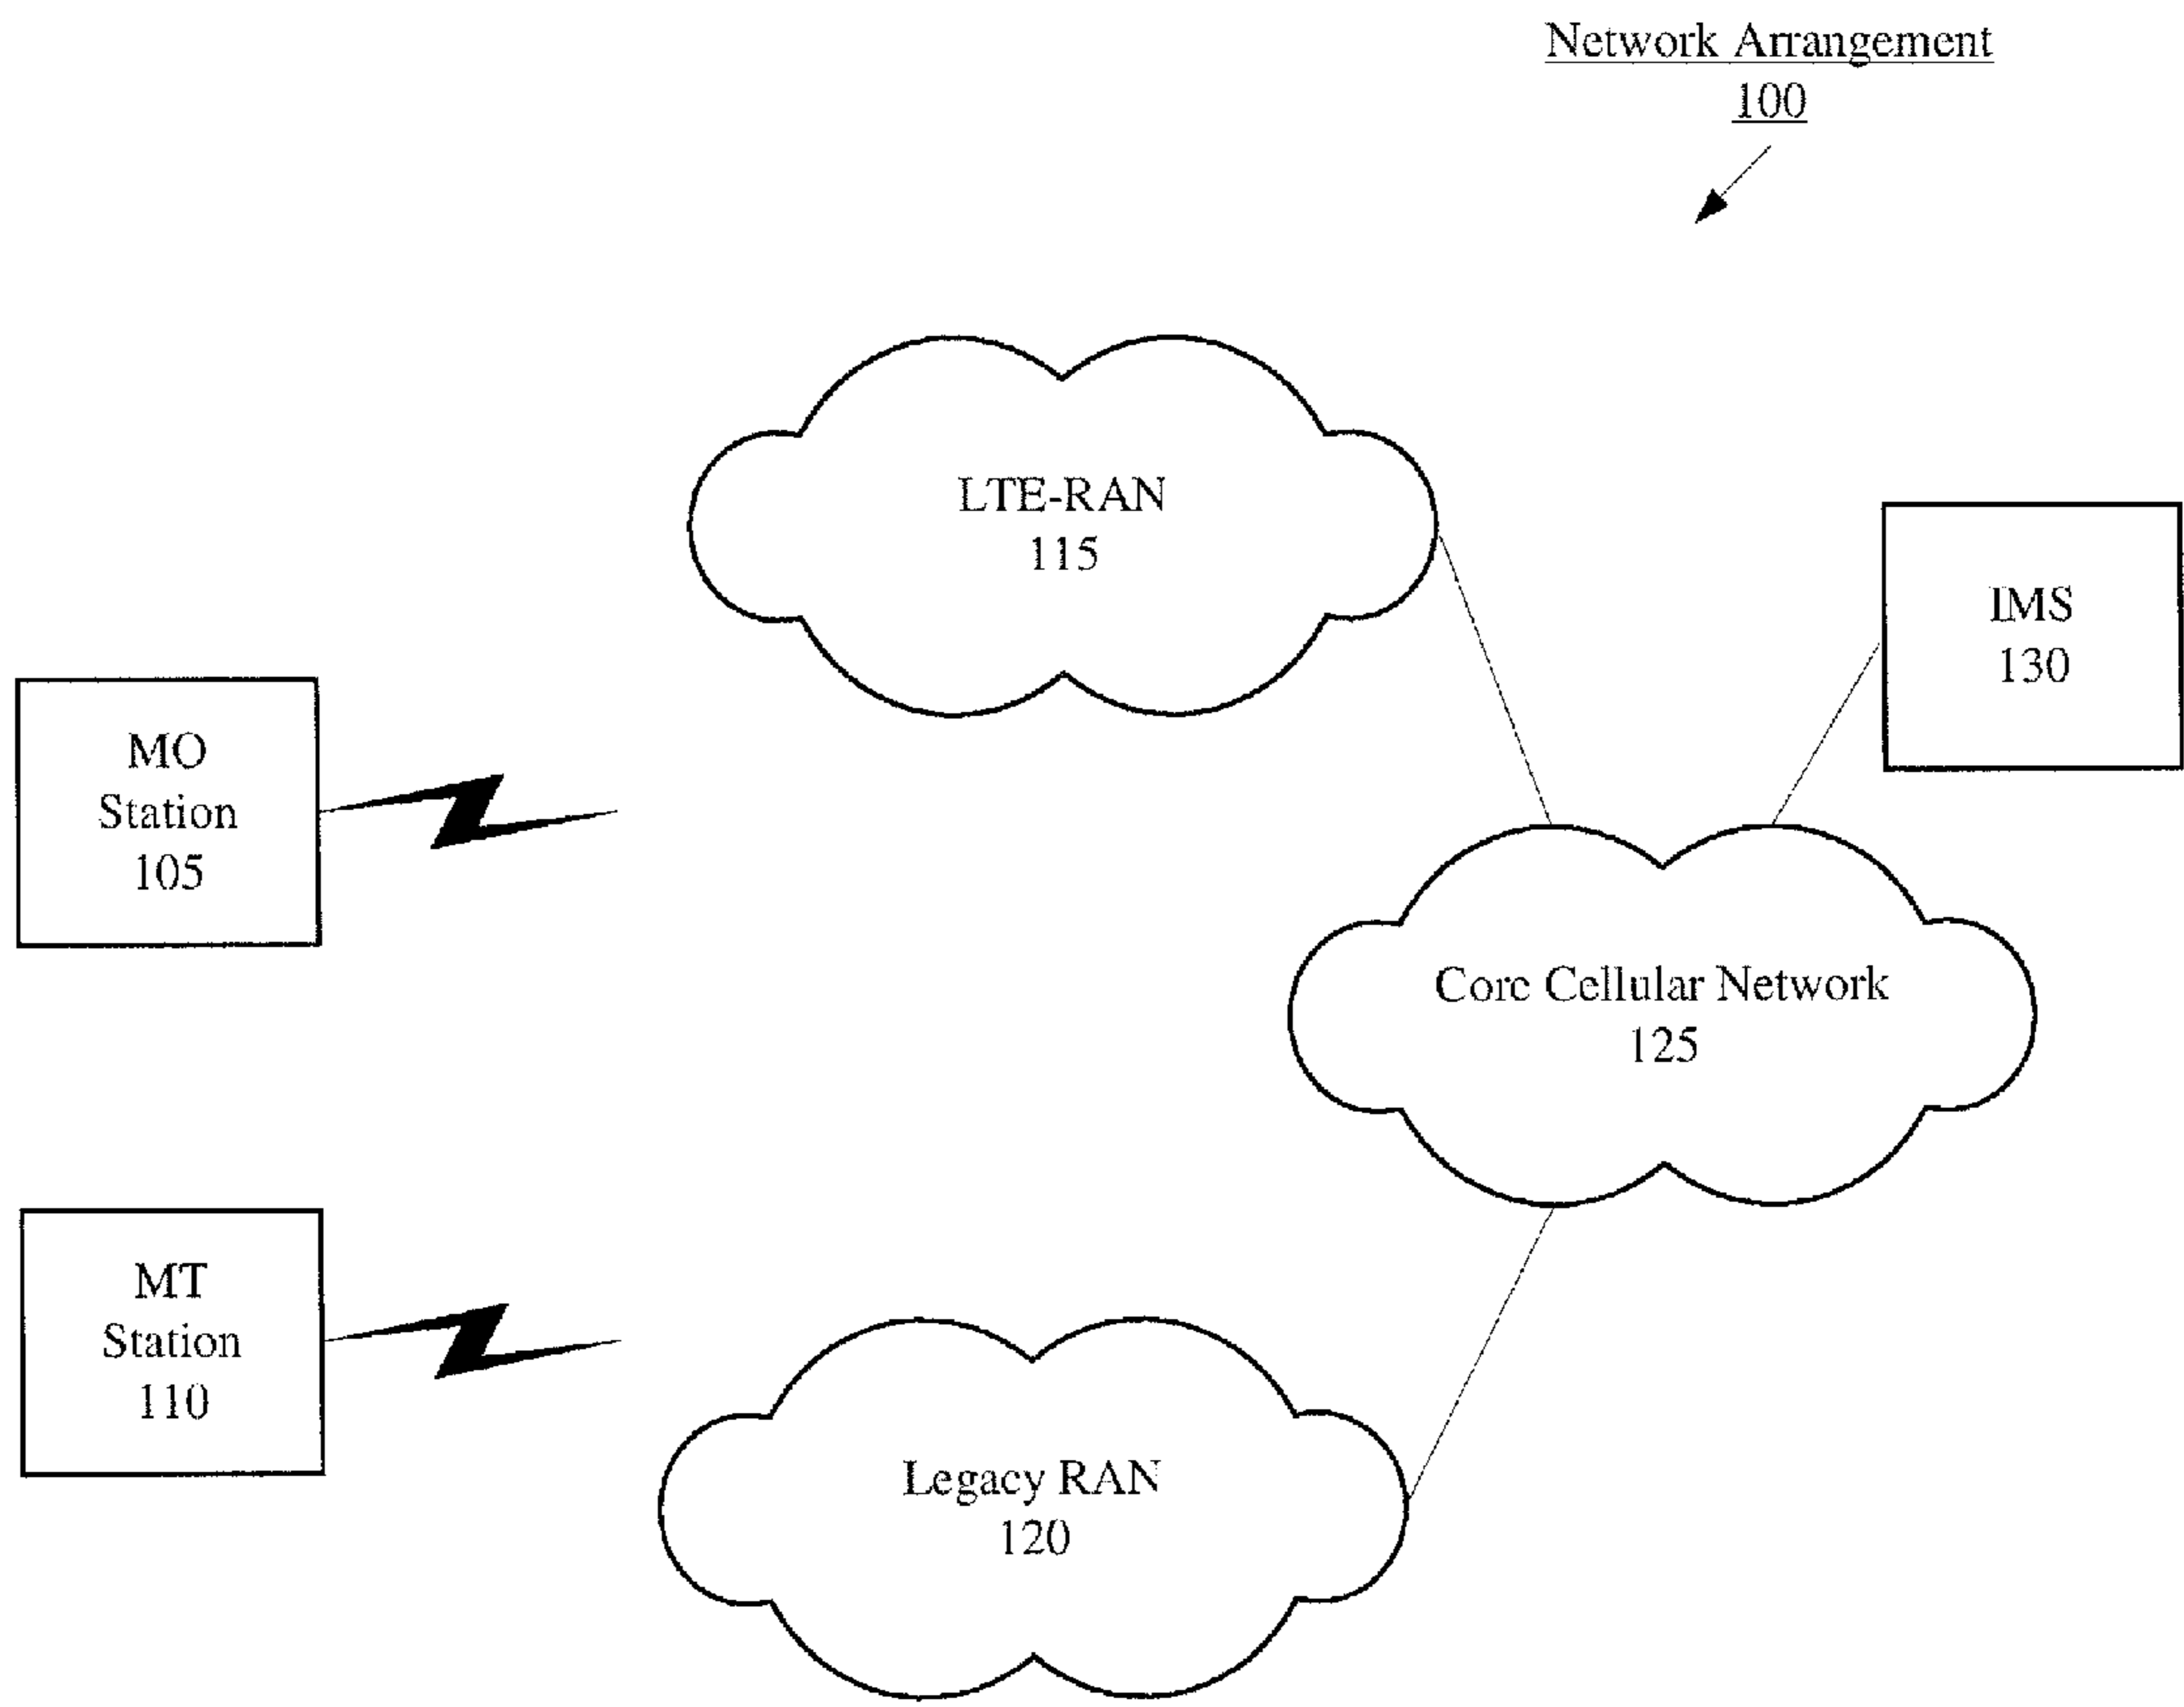 Network Arrangement
100
LTE-RAN
115
IMS
130
MO
Station
105
Core Cellular Network
125
MT
Station
110
Legacy RAN
120